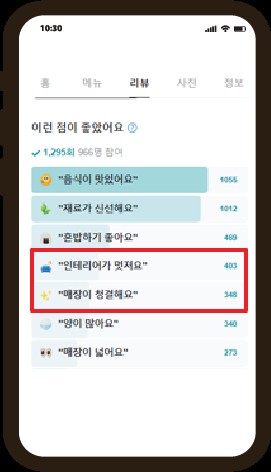 10:30
홈 메뉴 리뷰 사진 정보
이런 점이 좋았어요 ?
1,295회 966명 참여
"음식이 맛있어요" 1055
"재료가 신선해요" 1012
"혼밥하기 좋아요" 469
"인테리어가 멋져요" 403
"매장이 청결해요" 348
"양이 많아요" 340
"매장이 넓어요" 273